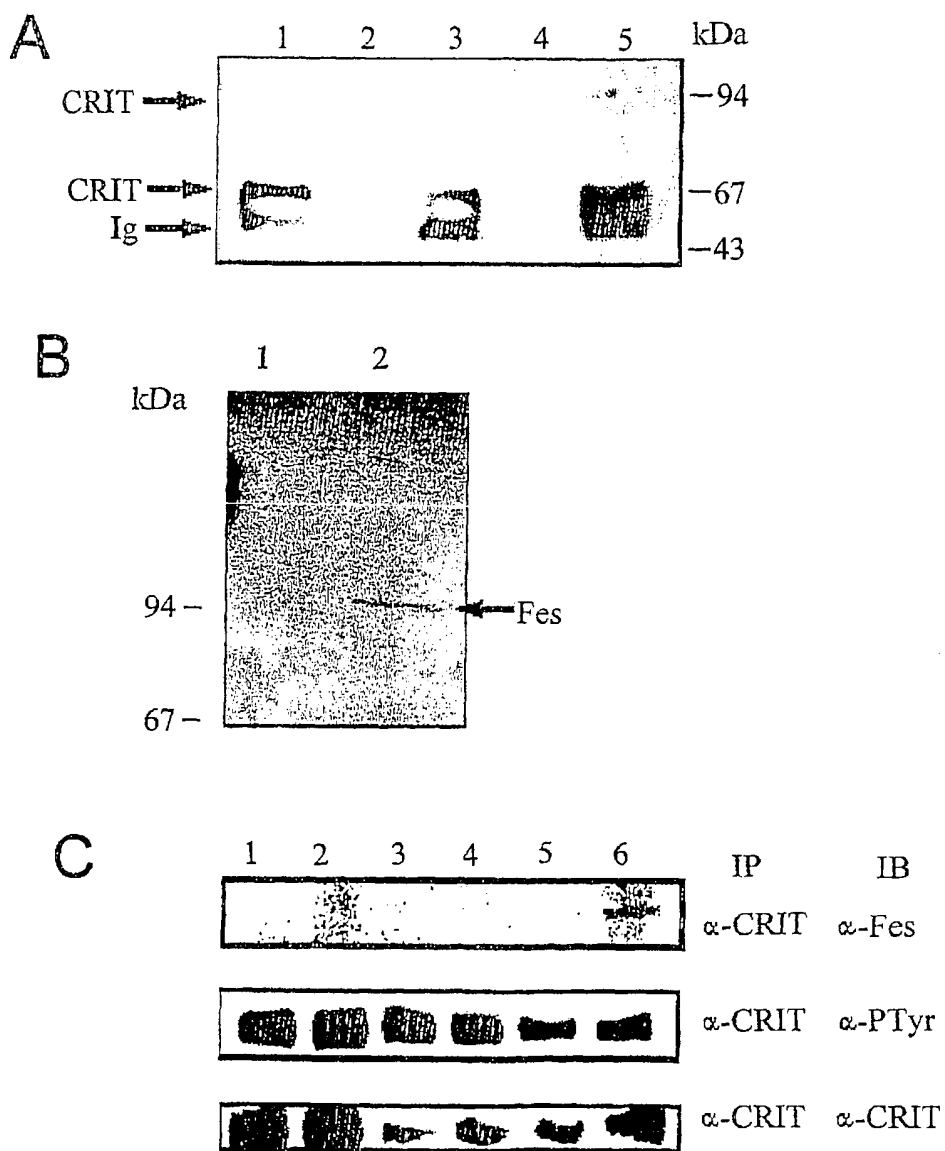 A
1 2 3 4 5 kDa
CRIT
94
CRIT
67
Ig
43
B
1 2
kDa
94
Fes
67
C
1 2 3 4 5 6 IP IB
α-CRIT α-Fes
α-CRIT α-PTyr
α-CRIT α-CRIT